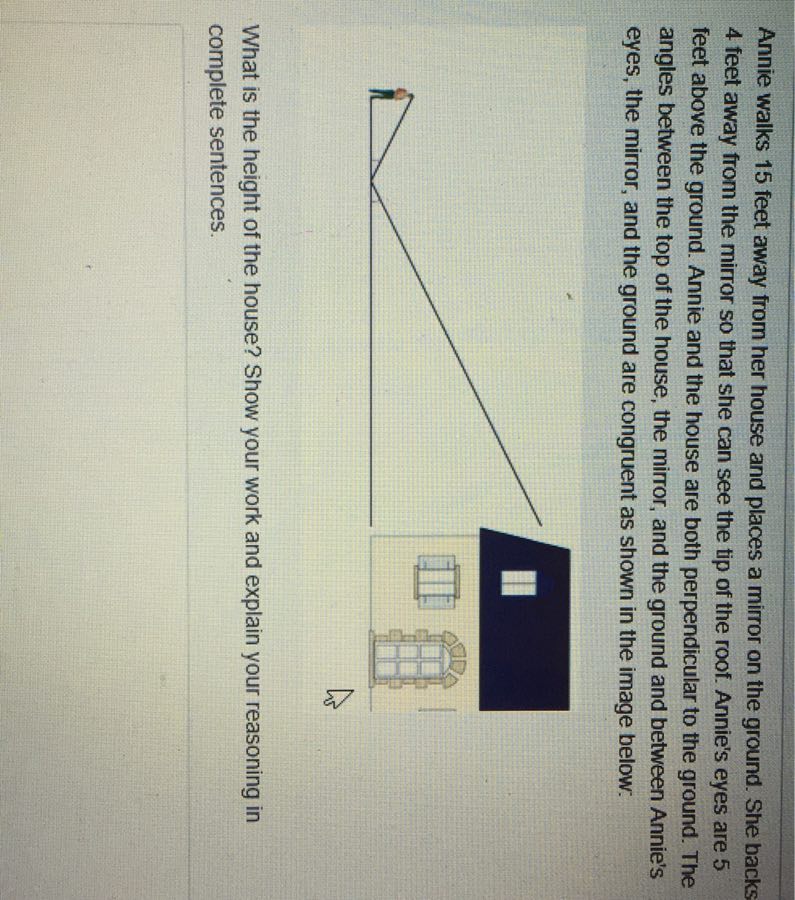 Annie walks 15 feet away from her house and places a mirror on the ground. She backs
4 feet away from the mirror so that she can see the tip of the roof. Annie's eyes are 5
feet above the ground. Annie and the house are both perpendicular to the ground. The
angles between the top of the house, the mirror, and the ground and between Annie's
eyes, the mirror, and the ground are congruent as shown in the image below:
What is the height of the house? Show your work and explain your reasoning in
complete sentences.